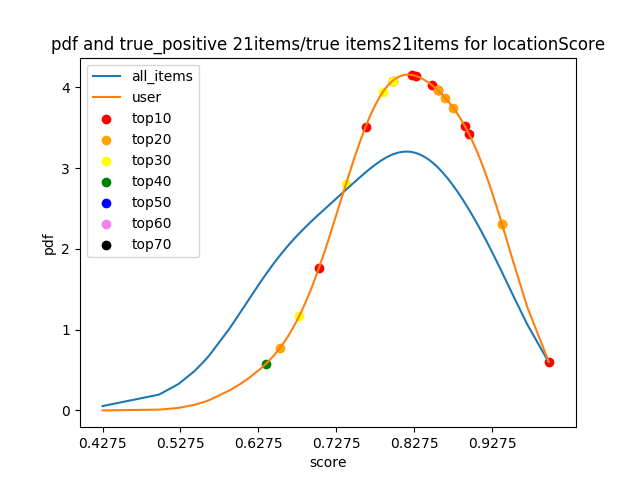 pdf and true_positive 21items/true items21items for locationScore
all_items
user
top10
top20
top30
top40
top50
top60
top70
pdf
4
3
2
1
0
0.4275 0.5275 0.6275 0.7275 0.8275 0.9275
score